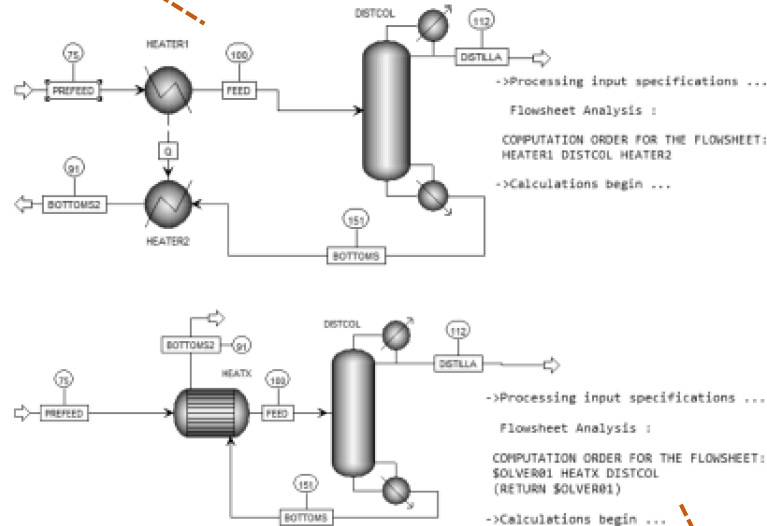 DISTCOL
112
HEATER1
75
100
DISTILLA
PREFEED
FEED
->Processing input specifications ...
Flowsheet Analysis :
COMPUTATION ORDER FOR THE FLOWSHEET:
HEATER1 DISTCOL HEATER2
->Calculations begin ...
Q
91
BOTTOMS2
HEATER2
151
BOTTOMS
DISTCOL
112
BOTTOMS2
91
DISTILLA
HEATX
75
100
PREFEED
FEED
->Processing input specifications ...
Flowsheet Analysis :
COMPUTATION ORDER FOR THE FLOWSHEET:
$OLVER01 HEATX DISTCOL
(RETURN $OLVER01)
->Calculations begin ...
151
BOTTOMS